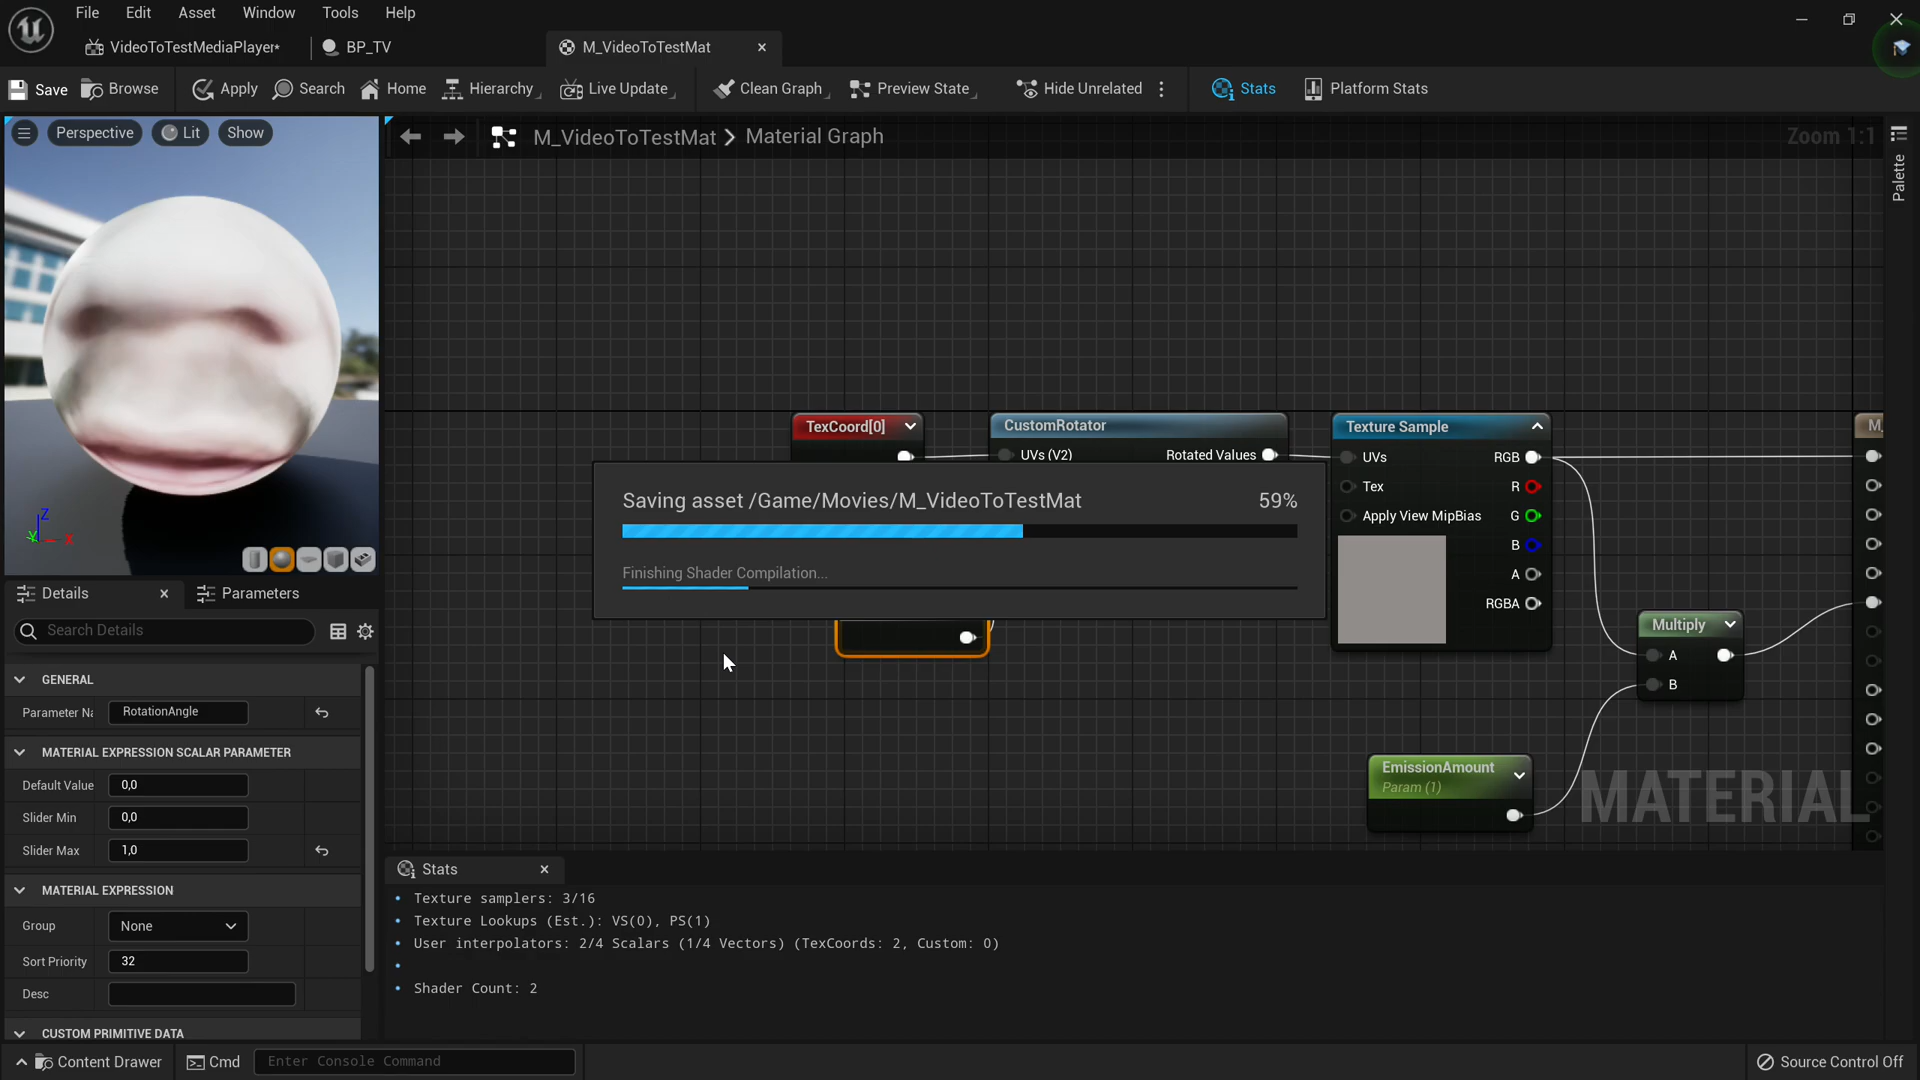 File Edit Asset Window Tools Help
VideoToTestMediaPlayer* BP_TV M_VideoToTestMat
Save Browse Apply Search Home Hierarchy Live Update Clean Graph Preview State Hide Unrelated Stats Platform Stats
Perspective Lit Show
M_VideoToTestMat > Material Graph
Zoom 1:1
Palette
TexCoord[0]
CustomRotator
UVs (V2) Rotated Values
Texture Sample
UVs RGB
Tex R
Apply View MipBias G
B
A
RGBA
Saving asset /Game/Movies/M_VideoToTestMat 59%
Finishing Shader Compilation...
Multiply
A
B
EmissionAmount
Param (1)
MATERIAL
M_
Z
Y
X
Details Parameters
Search Details
GENERAL
Parameter Na RotationAngle
MATERIAL EXPRESSION SCALAR PARAMETER
Default Value 0,0
Slider Min 0,0
Slider Max 1,0
MATERIAL EXPRESSION
Group None
Sort Priority 32
Desc
CUSTOM PRIMITIVE DATA
Stats
Texture samplers: 3/16
Texture Lookups (Est.): VS(0), PS(1)
User interpolators: 2/4 Scalars (1/4 Vectors) (TexCoords: 2, Custom: 0)
Shader Count: 2
Content Drawer Cmd Enter Console Command
Source Control Off